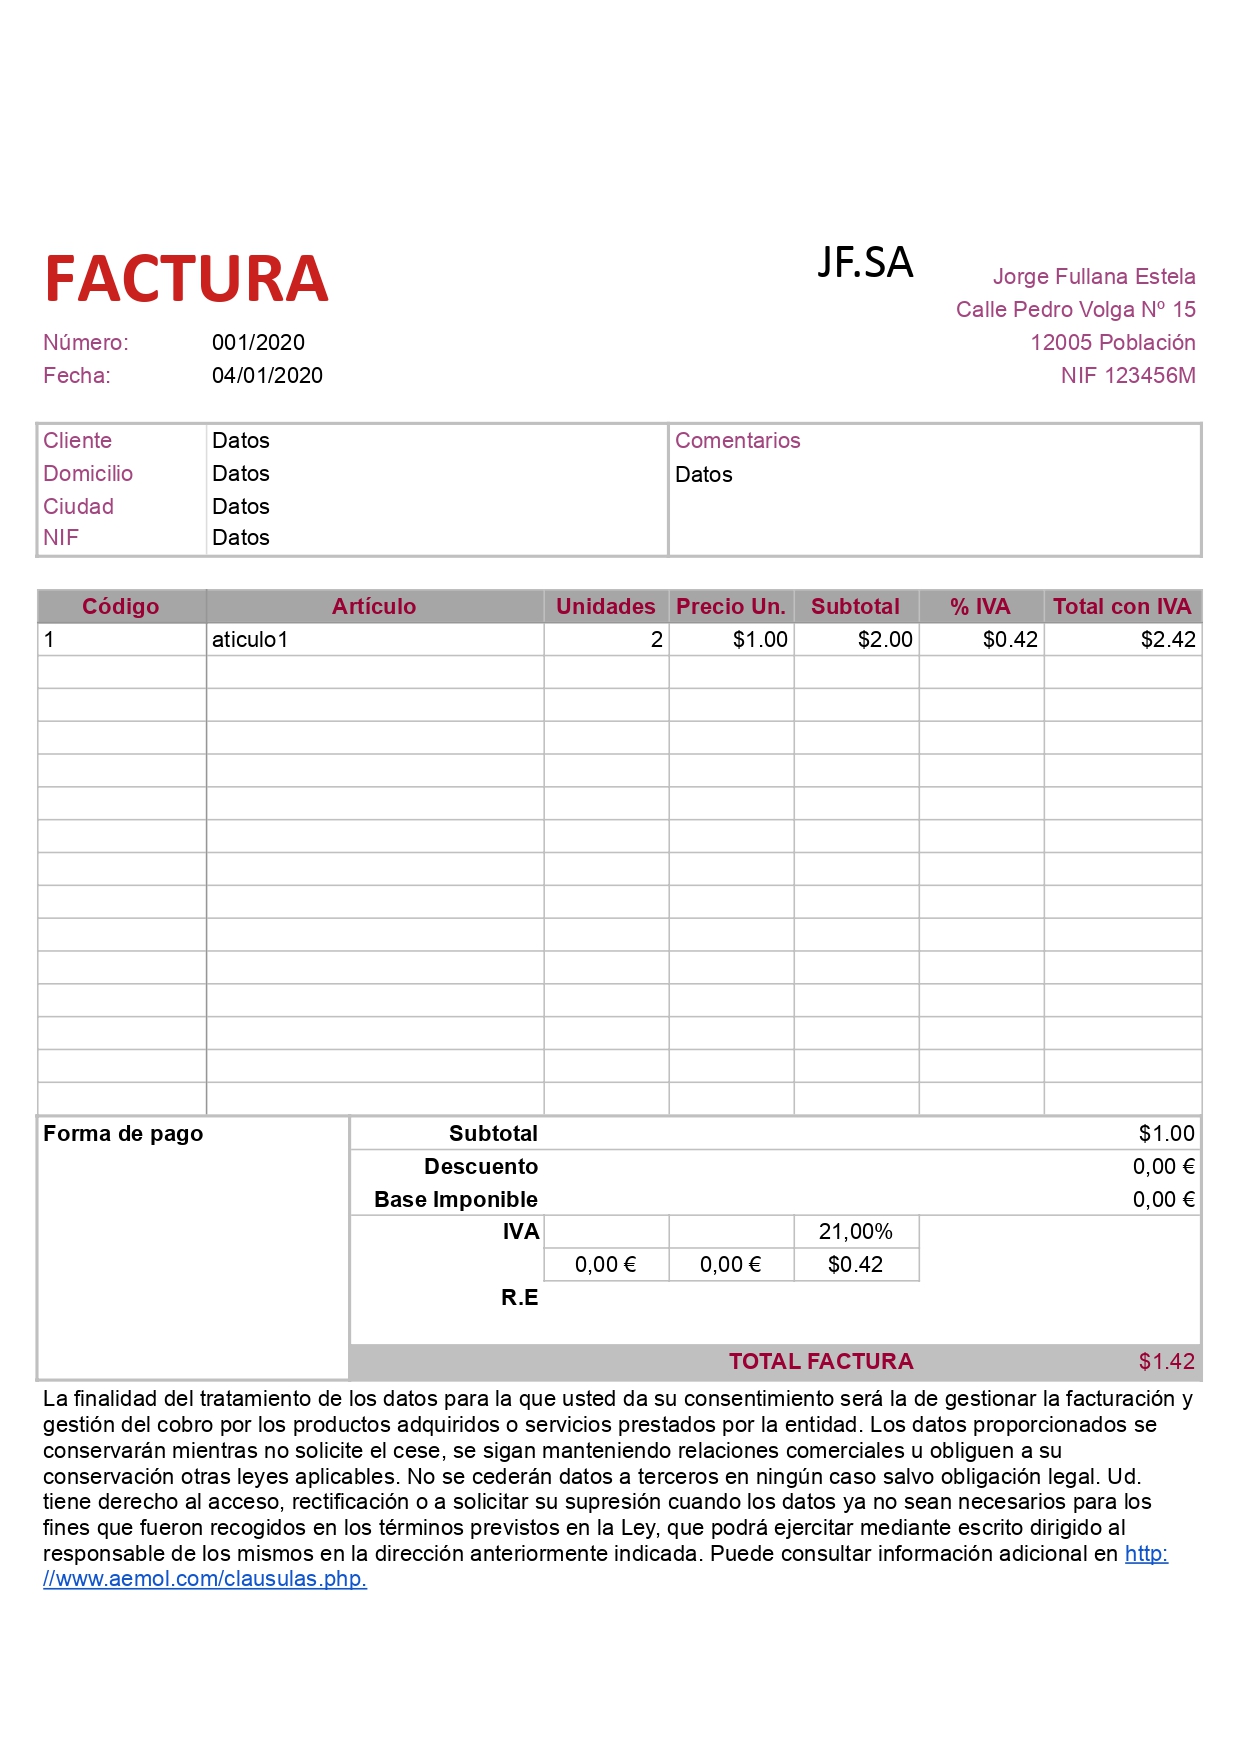 FACTURA
JF.SA
Jorge Fullana Estela
Calle Pedro Volga Nº 15
Número: 001/2020
12005 Población
Fecha: 04/01/2020
NIF 123456M
Cliente Datos
Domicilio Datos
Ciudad Datos
NIF Datos
Comentarios
Datos
Código Artículo Unidades Precio Un. Subtotal % IVA Total con IVA
1 aticulo1 2 $1.00 $2.00 $0.42 $2.42
Forma de pago
Subtotal $1.00
Descuento 0,00 €
Base Imponible 0,00 €
IVA 21,00%
0,00 € 0,00 € $0.42
R.E
TOTAL FACTURA $1.42
La finalidad del tratamiento de los datos para la que usted da su consentimiento será la de gestionar la facturación y
gestión del cobro por los productos adquiridos o servicios prestados por la entidad. Los datos proporcionados se
conservarán mientras no solicite el cese, se sigan manteniendo relaciones comerciales u obliguen a su
conservación otras leyes aplicables. No se cederán datos a terceros en ningún caso salvo obligación legal. Ud.
tiene derecho al acceso, rectificación o a solicitar su supresión cuando los datos ya no sean necesarios para los
fines que fueron recogidos en los términos previstos en la Ley, que podrá ejercitar mediante escrito dirigido al
responsable de los mismos en la dirección anteriormente indicada. Puede consultar información adicional en http:
//www.aemol.com/clausulas.php.